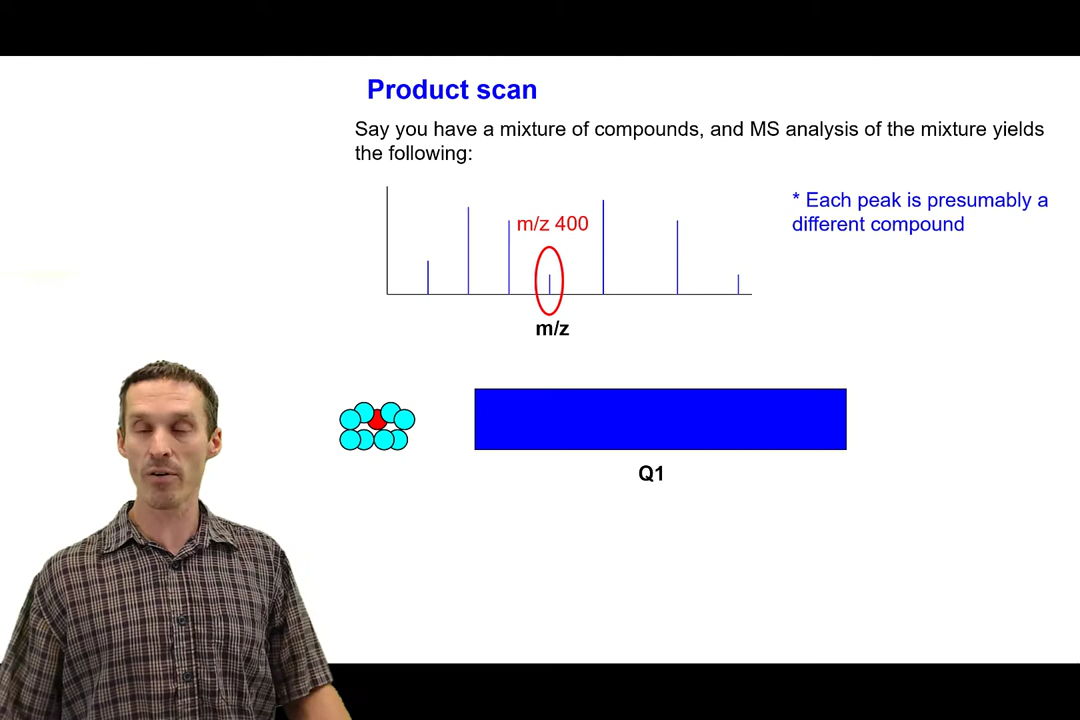 Product scan
Say you have a mixture of compounds, and MS analysis of the mixture yields
the following:
* Each peak is presumably a
different compound
m/z 400
m/z
Q1